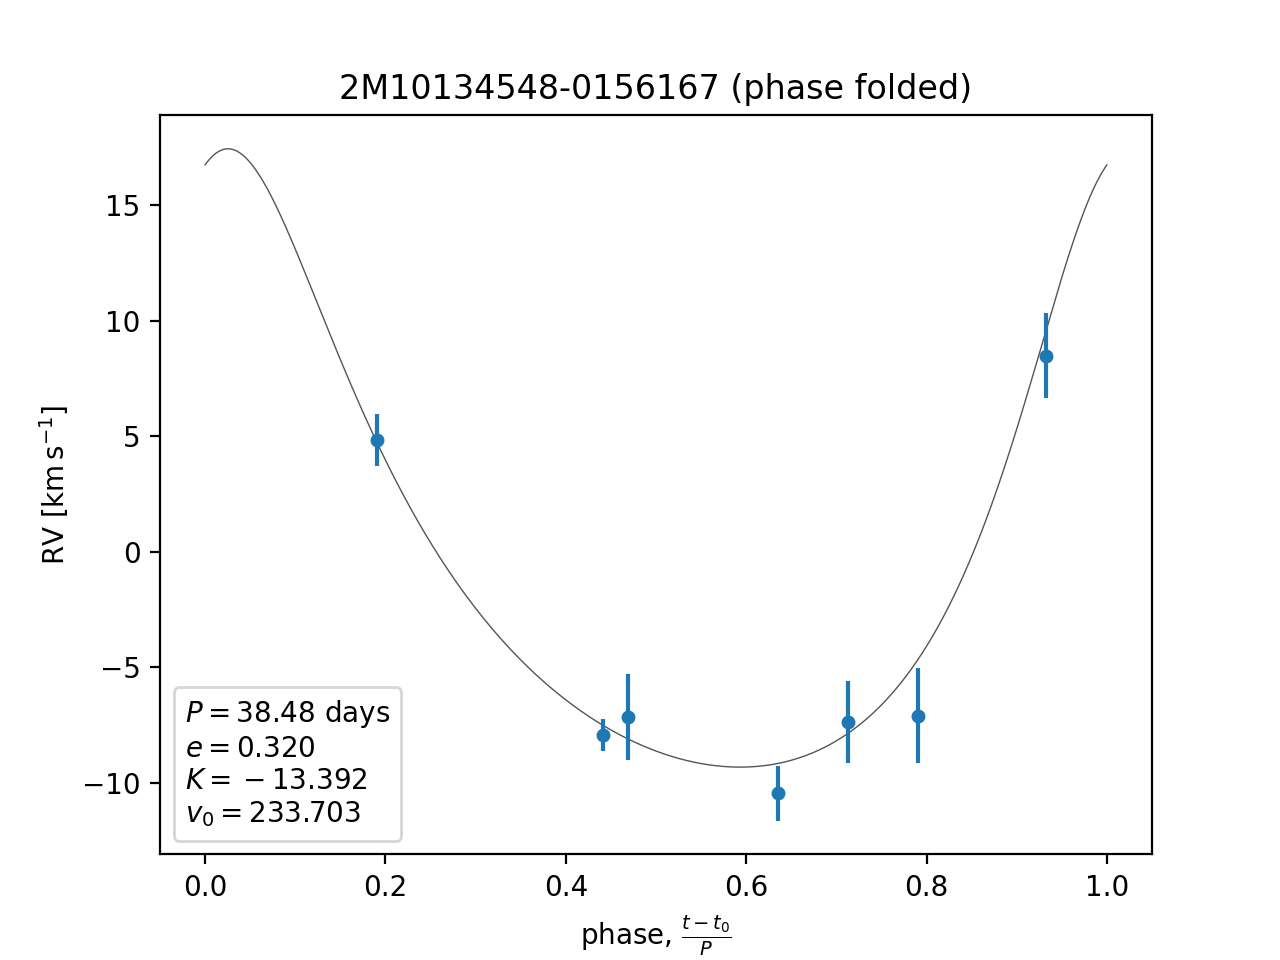 2M10134548-0156167 (phase folded)
RV [km s⁻¹]
15
10
5
0
−5
−10
P = 38.48 days
e = 0.320
K = −13.392
v₀ = 233.703
0.0 0.2 0.4 0.6 0.8 1.0
phase, (t − t₀)/P